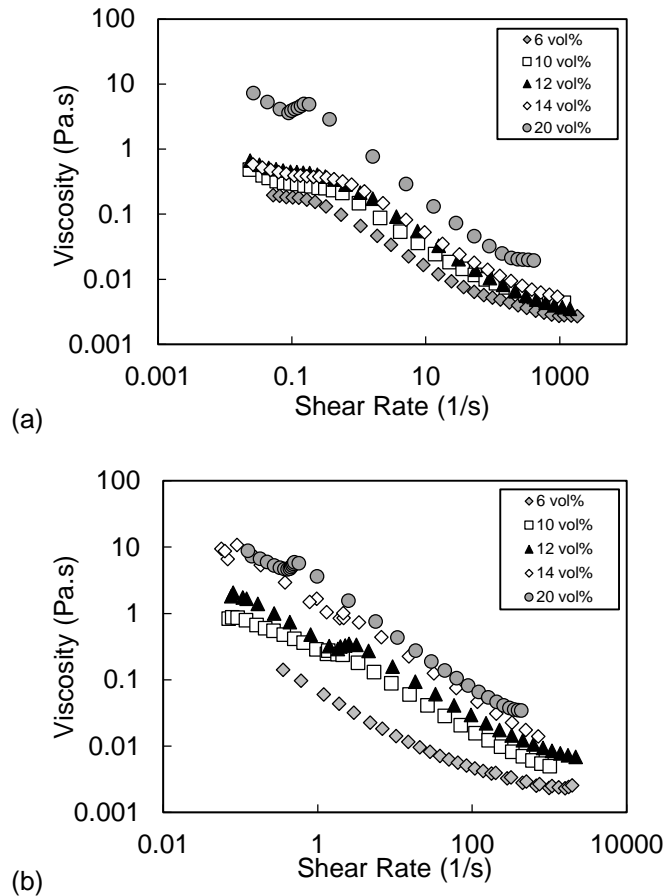 100
10
1
0.1
0.01
0.001
Viscosity (Pa.s)
6 vol%
10 vol%
12 vol%
14 vol%
20 vol%
0.001 0.1 10 1000
Shear Rate (1/s)
(a)
100
10
1
0.1
0.01
0.001
Viscosity (Pa.s)
6 vol%
10 vol%
12 vol%
14 vol%
20 vol%
0.01 1 100 10000
Shear Rate (1/s)
(b)